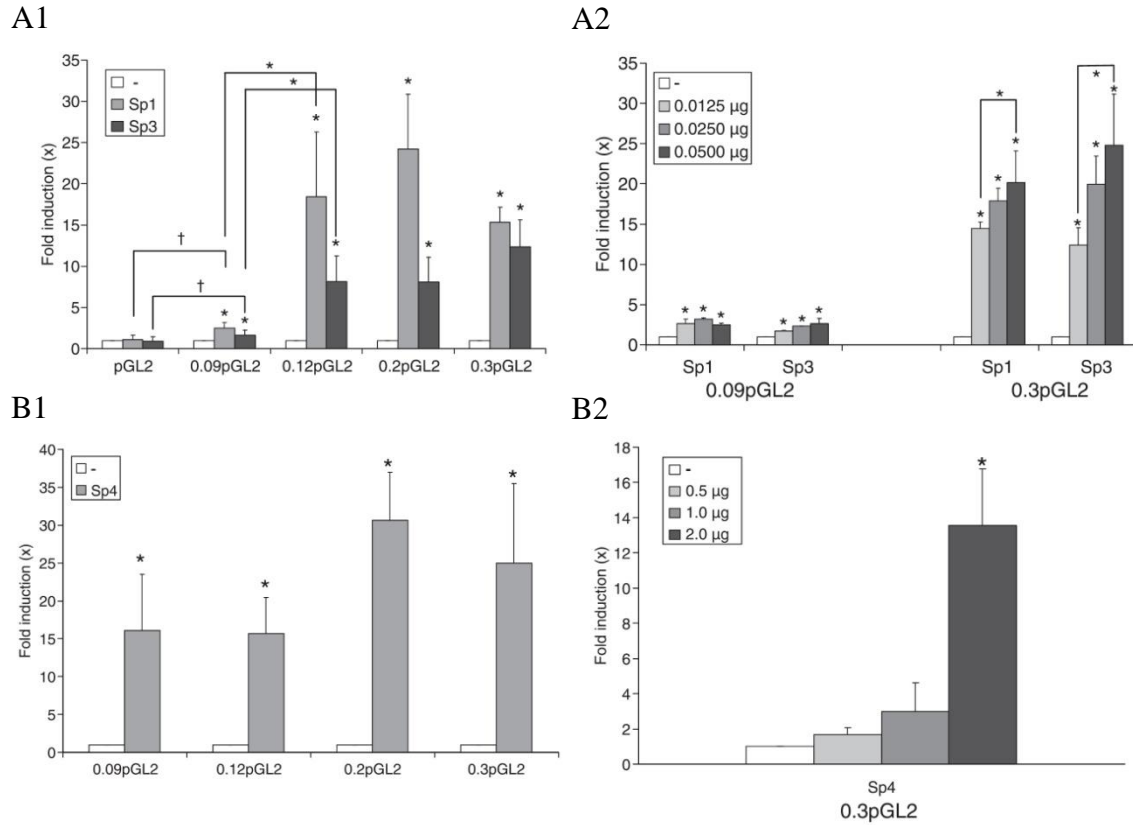 A1
Fold induction (x)
35
30
25
20
15
10
5
0
-
Sp1
Sp3
†
†
*
*
*
*
*
*
*
*
*
*
pGL2
0.09pGL2
0.12pGL2
0.2pGL2
0.3pGL2
A2
Fold induction (x)
35
30
25
20
15
10
5
0
-
0.0125 µg
0.0250 µg
0.0500 µg
*
*
*
*
*
*
*
*
*
*
*
*
*
*
Sp1
Sp3
Sp1
Sp3
0.09pGL2
0.3pGL2
B1
Fold induction (x)
40
35
30
25
20
15
10
5
0
-
Sp4
*
*
*
*
0.09pGL2
0.12pGL2
0.2pGL2
0.3pGL2
B2
Fold induction (x)
18
16
14
12
10
8
6
4
2
0
-
0.5 µg
1.0 µg
2.0 µg
*
Sp4
0.3pGL2